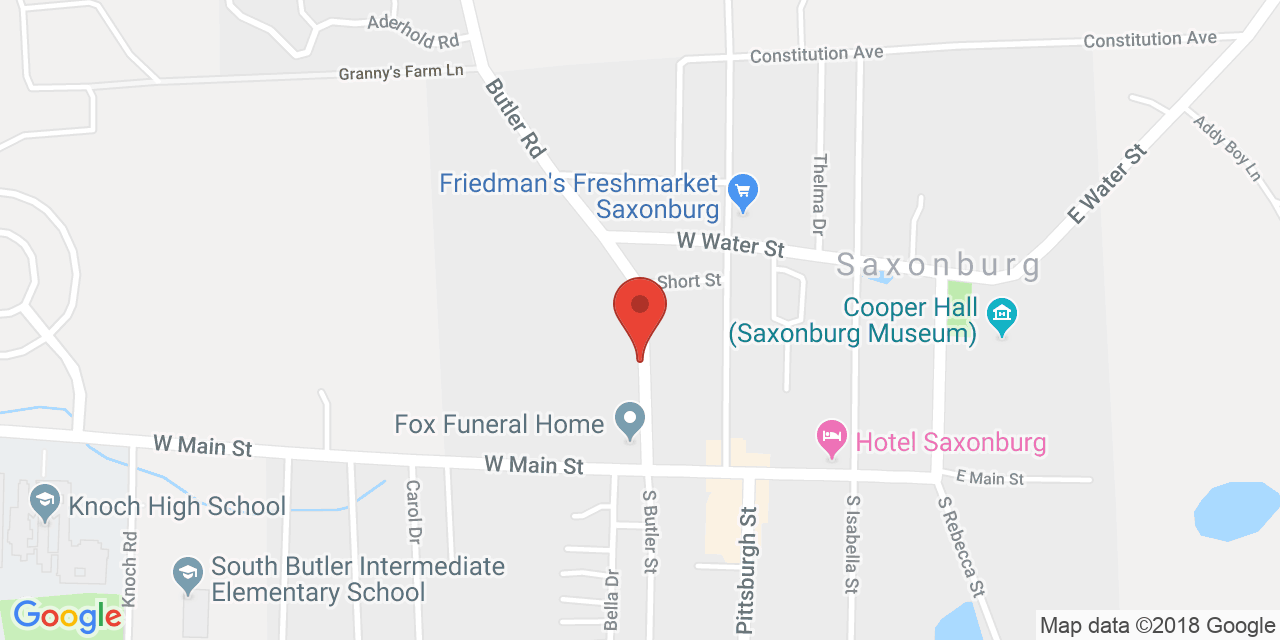 Aderhold Rd
Constitution Ave
Constitution Ave
Granny's Farm Ln
Butler Rd
Addy Boy Ln
Thelma Dr
E Water St
Friedman's Freshmarket
Saxonburg
W Water St
Saxonburg
Short St
Cooper Hall
(Saxonburg Museum)
Fox Funeral Home
Hotel Saxonburg
W Main St
W Main St
E Main St
Knoch High School
Carol Dr
S Butler St
Pittsburgh St
S Isabella St
S Rebecca St
Knoch Rd
South Butler Intermediate
Elementary School
Bella Dr
Google
Map data ©2018 Google